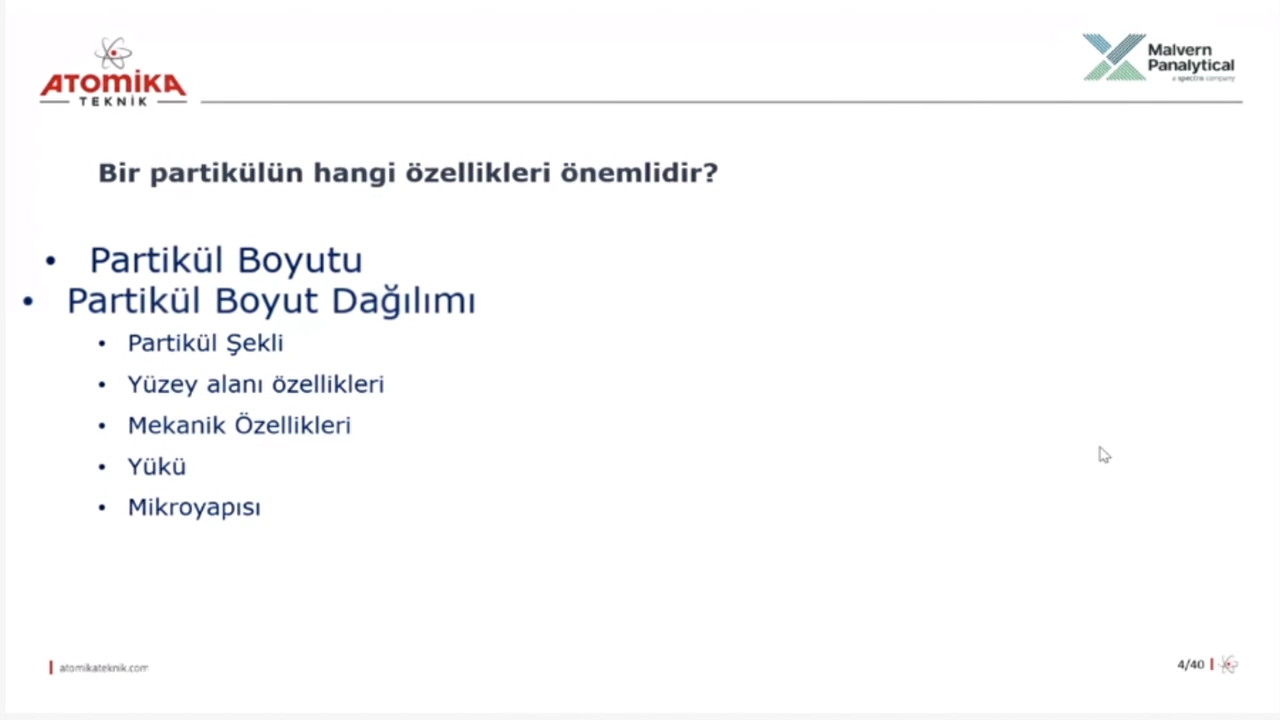 ATOMİKA
TEKNİK
Malvern
Panalytical
a spectris company
Bir partikülün hangi özellikleri önemlidir?
• Partikül Boyutu
• Partikül Boyut Dağılımı
• Partikül Şekli
• Yüzey alanı özellikleri
• Mekanik Özellikleri
• Yükü
• Mikroyapısı
atomikateknik.com
4/40